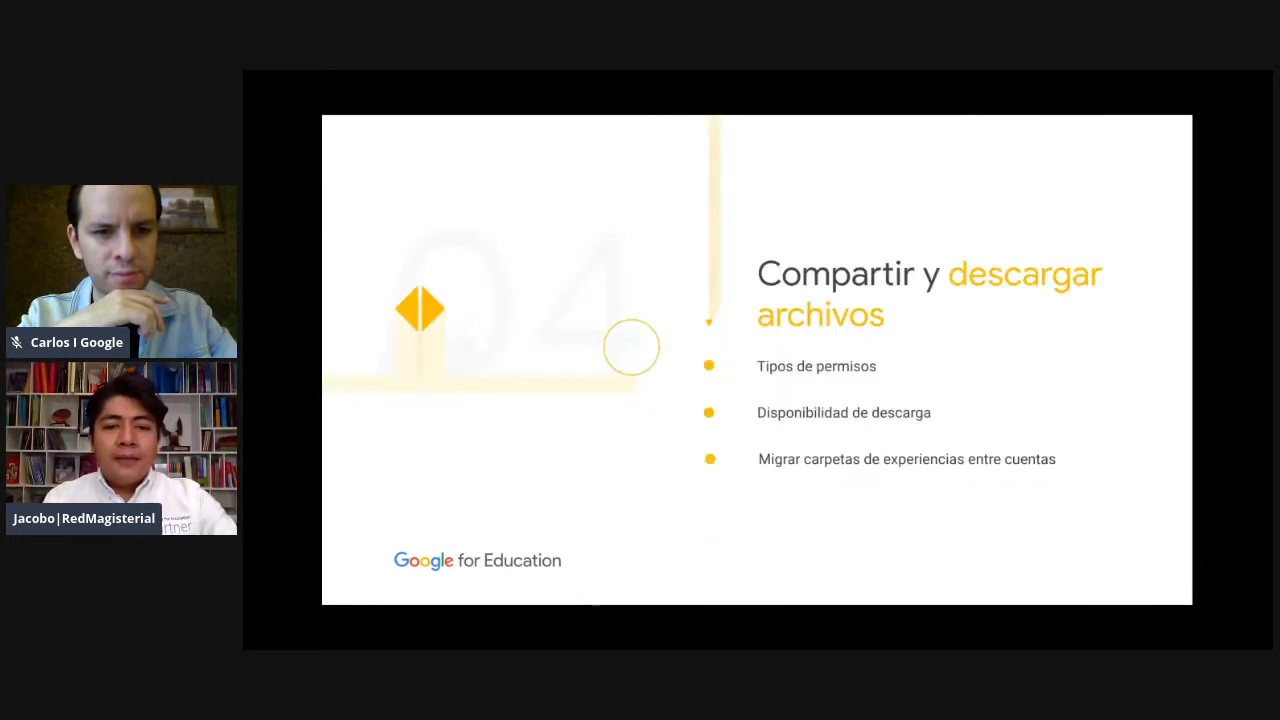 04
Compartir y descargar
archivos
Tipos de permisos
Disponibilidad de descarga
Migrar carpetas de experiencias entre cuentas
Google for Education
Carlos I Google
Jacobo|RedMagisterial